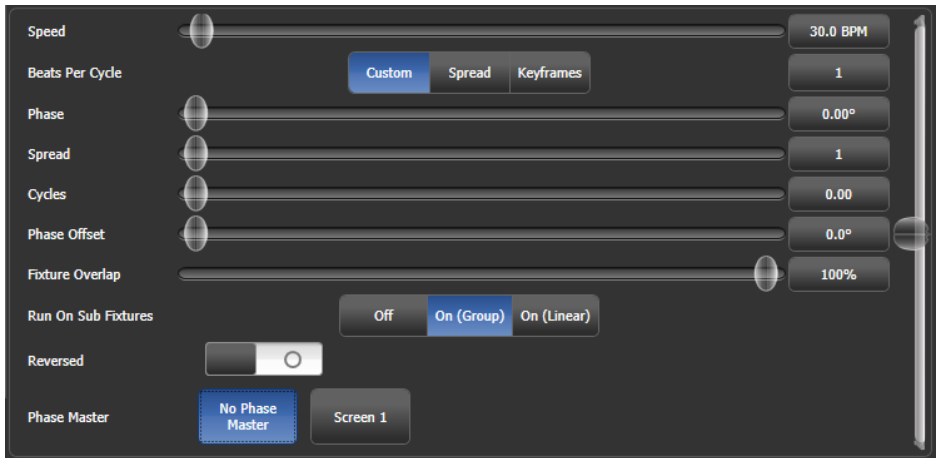 Speed 30.0 BPM
Beats Per Cycle Custom Spread Keyframes 1
Phase 0.00°
Spread 1
Cycles 0.00
Phase Offset 0.0°
Fixture Overlap 100%
Run On Sub Fixtures Off On (Group) On (Linear)
Reversed
Phase Master No Phase Master Screen 1